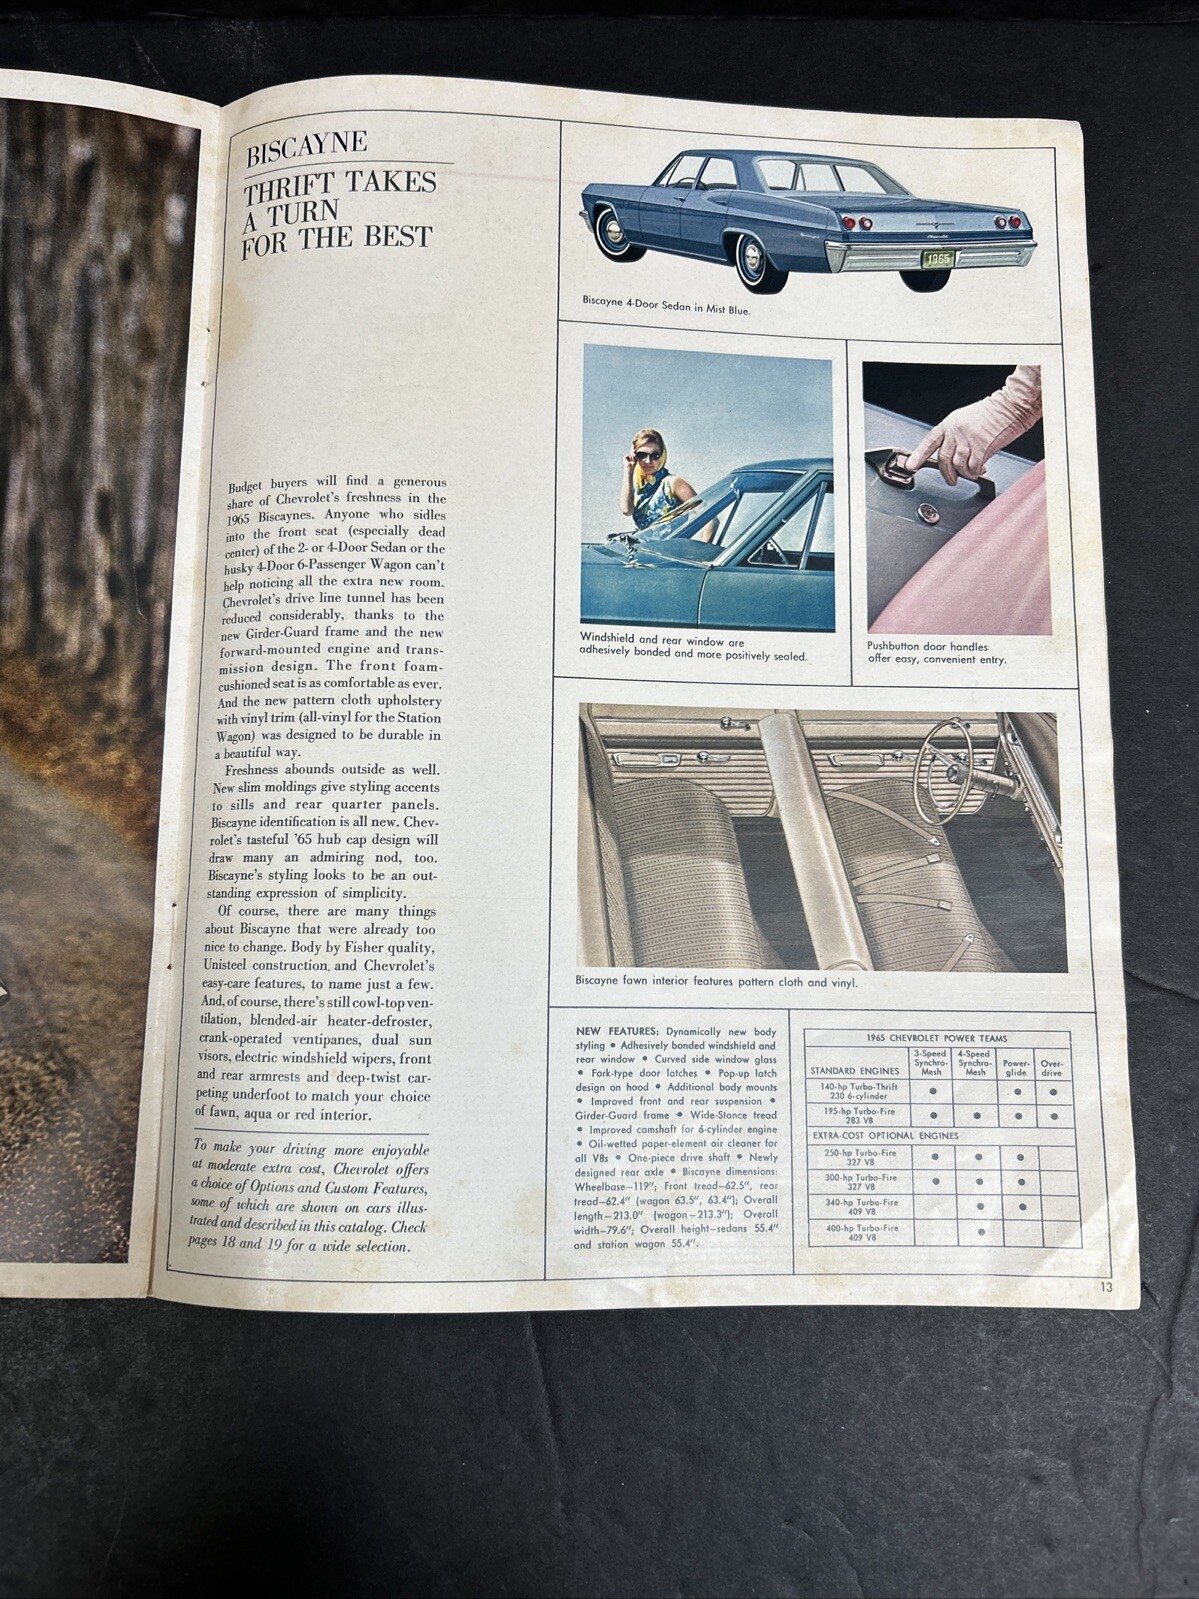 BISCAYNE
THRIFT TAKES
A TURN
FOR THE BEST
Budget buyers will find a generous
share of Chevrolet's freshness in the
1965 Biscaynes. Anyone who sidles
into the front seat (especially dead
center) of the 2- or 4-Door Sedan or the
husky 4-Door 6-Passenger Wagon can't
help noticing all the extra new room.
Chevrolet's drive line tunnel has been
reduced considerably, thanks to the
new Girder-Guard frame and the new
forward-mounted engine and trans-
mission design. The front foam-
cushioned seat is as comfortable as ever.
And the new pattern cloth upholstery
with vinyl trim (all-vinyl for the Station
Wagon) was designed to be durable in
a beautiful way.
Freshness abounds outside as well.
New slim moldings give styling accents
to sills and rear quarter panels.
Biscayne identification is all new. Chev-
rolet's tasteful '65 hub cap design will
draw many an admiring nod, too.
Biscayne's styling looks to be an out-
standing expression of simplicity.
Of course, there are many things
about Biscayne that were already too
nice to change. Body by Fisher quality,
Unisteel construction, and Chevrolet's
easy-care features, to name just a few.
And, of course, there's still cowl-top ven-
tilation, blended-air heater-defroster,
crank-operated ventipanes, dual sun
visors, electric windshield wipers, front
and rear armrests and deep-twist car-
peting underfoot to match your choice
of fawn, aqua or red interior.
To make your driving more enjoyable
at moderate extra cost, Chevrolet offers
a choice of Options and Custom Features,
some of which are shown on cars illus-
trated and described in this catalog. Check
pages 18 and 19 for a wide selection.
1965
Biscayne 4-Door Sedan in Mist Blue.
Windshield and rear window are
adhesively bonded and more positively sealed.
Pushbutton door handles
offer easy, convenient entry.
Biscayne fawn interior features pattern cloth and vinyl.
NEW FEATURES: Dynamically new body
styling • Adhesively bonded windshield and
rear window • Curved side window glass
• Fork-type door latches • Pop-up latch
design on hood • Additional body mounts
• Improved front and rear suspension •
Girder-Guard frame • Wide-Stance tread
• Improved camshaft for 6-cylinder engine
• Oil-wetted paper-element air cleaner for
all V8s • One-piece drive shaft • Newly
designed rear axle • Biscayne dimensions:
Wheelbase—119"; Front tread—62.5", rear
tread—62.4" (wagon 63.5", 63.4"); Overall
length—213.0" (wagon—213.3"); Overall
width—79.6"; Overall height—sedans 55.4"
and station wagon 55.4".
1965 CHEVROLET POWER TEAMS
STANDARD ENGINES 3-Speed Synchro-Mesh 4-Speed Synchro-Mesh Power-glide Over-drive
140-hp Turbo-Thrift 230 6-cylinder • • •
195-hp Turbo-Fire 283 V8 • • • •
EXTRA-COST OPTIONAL ENGINES
250-hp Turbo-Fire 327 V8 • • •
300-hp Turbo-Fire 327 V8 • • •
340-hp Turbo-Fire 409 V8 • •
400-hp Turbo-Fire 409 V8 •
13